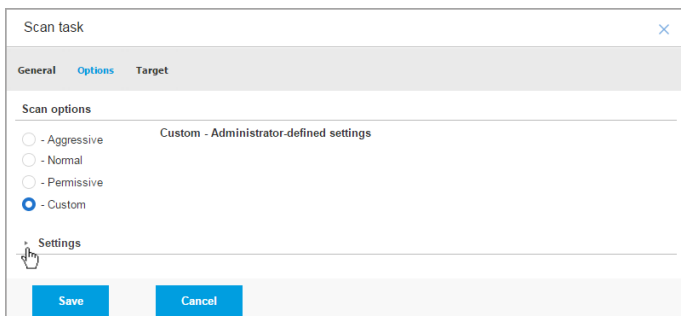 Scan task
General Options Target
Scan options
- Aggressive
Custom - Administrator-defined settings
- Normal
- Permissive
- Custom
Settings
Save Cancel